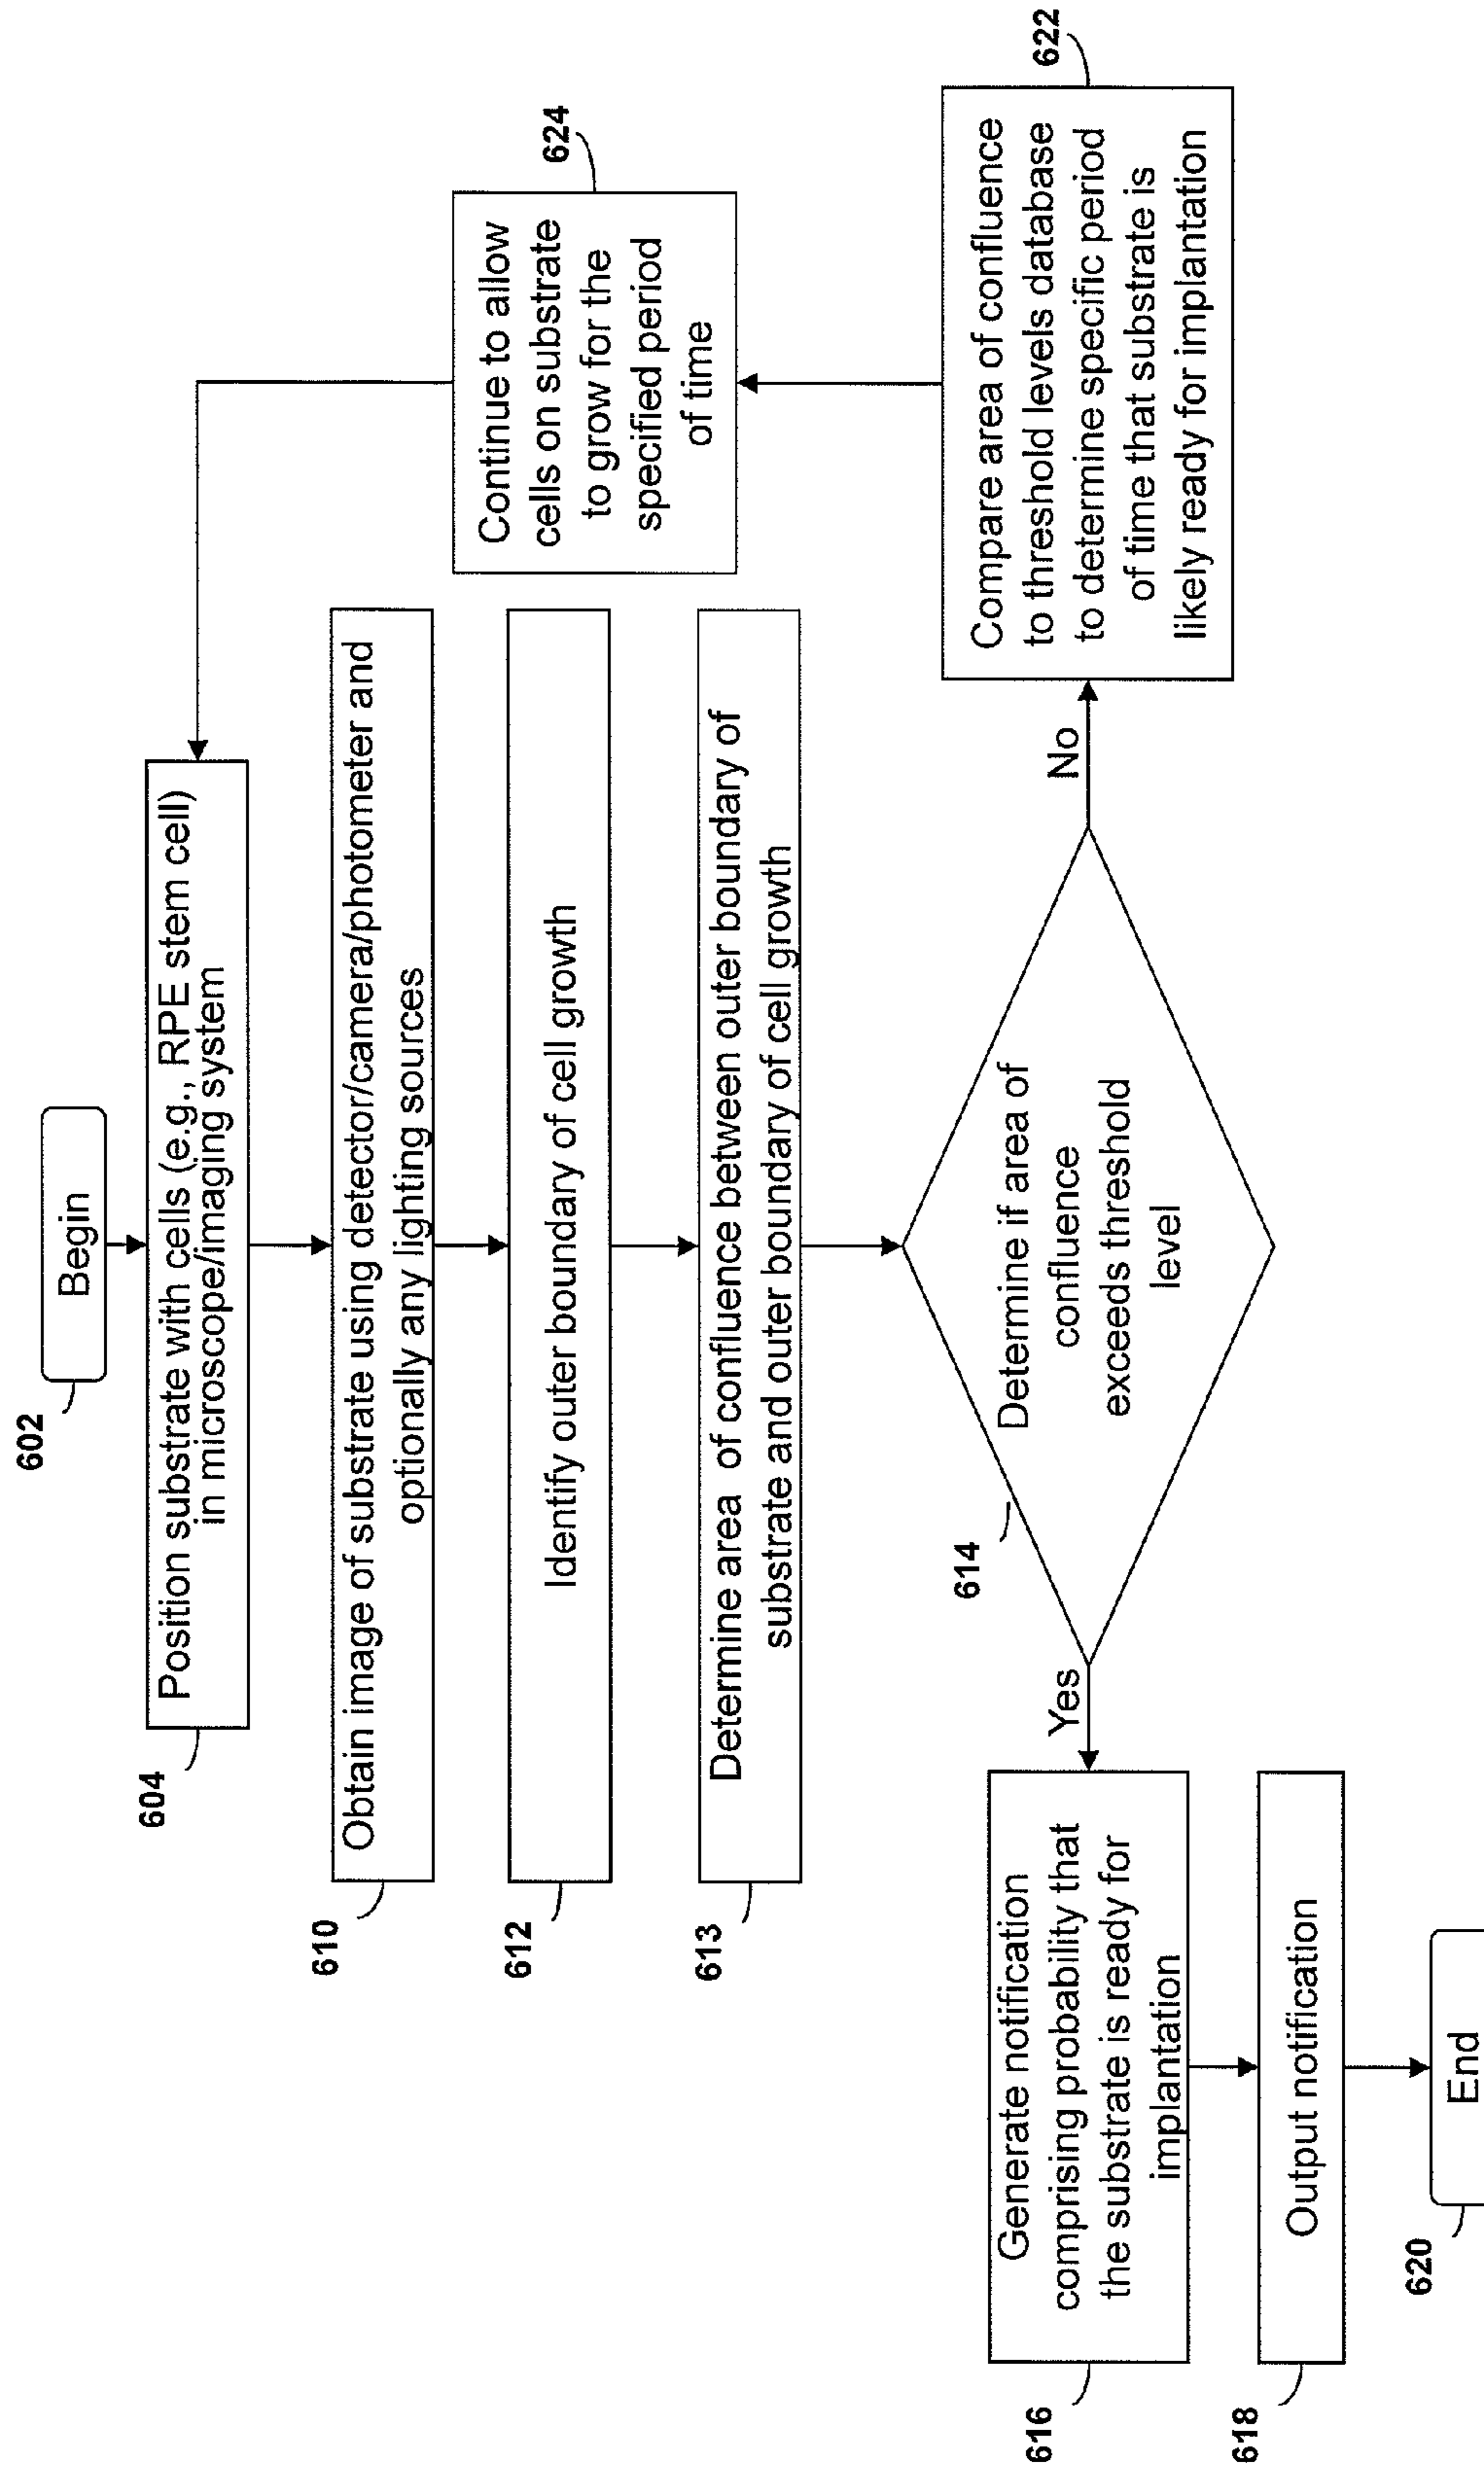 602
Begin
604
Position substrate with cells (e.g., RPE stem cell)
in microscope/imaging system
610
Obtain image of substrate using detector/camera/photometer and
optionally any lighting sources
612
Identify outer boundary of cell growth
613
Determine area of confluence between outer boundary of
substrate and outer boundary of cell growth
614
Determine if area of
confluence
exceeds threshold
level
Yes
No
616
Generate notification
comprising probability that
the substrate is ready for
implantation
618
Output notification
620
End
622
Compare area of confluence
to threshold levels database
to determine specific period
of time that substrate is
likely ready for implantation
624
Continue to allow
cells on substrate
to grow for the
specified period
of time